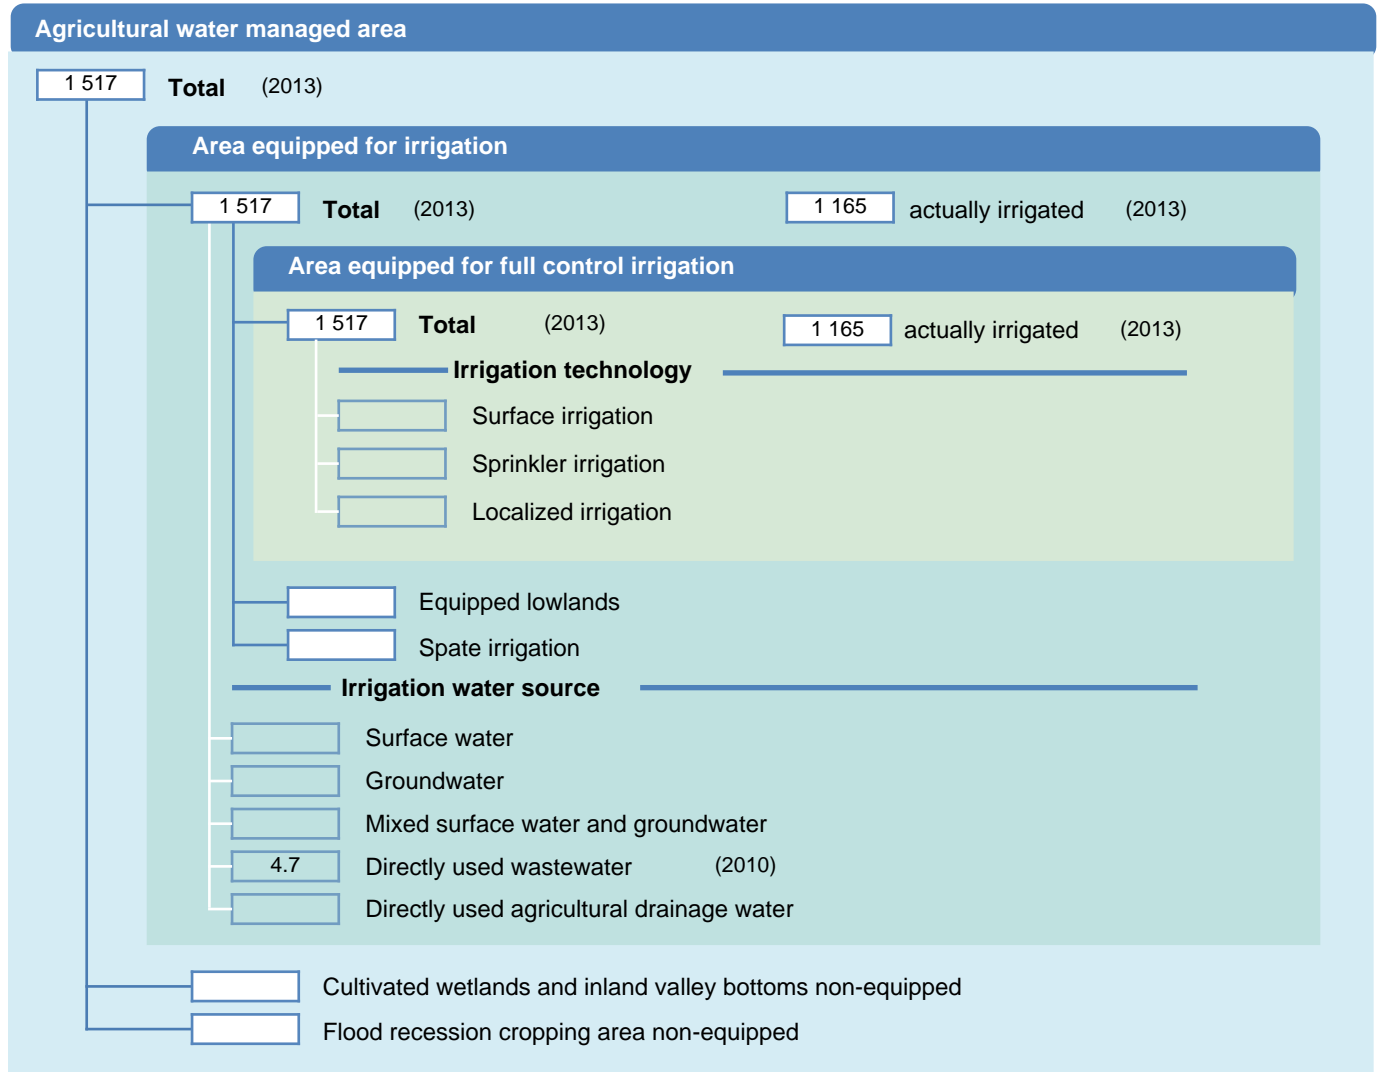 Agricultural water managed area
1 517 Total (2013)
Area equipped for irrigation
1 517 Total (2013) 1 165 actually irrigated (2013)
Area equipped for full control irrigation
1 517 Total (2013) 1 165 actually irrigated (2013)
Irrigation technology
Surface irrigation
Sprinkler irrigation
Localized irrigation
Equipped lowlands
Spate irrigation
Irrigation water source
Surface water
Groundwater
Mixed surface water and groundwater
4.7 Directly used wastewater (2010)
Directly used agricultural drainage water
Cultivated wetlands and inland valley bottoms non-equipped
Flood recession cropping area non-equipped